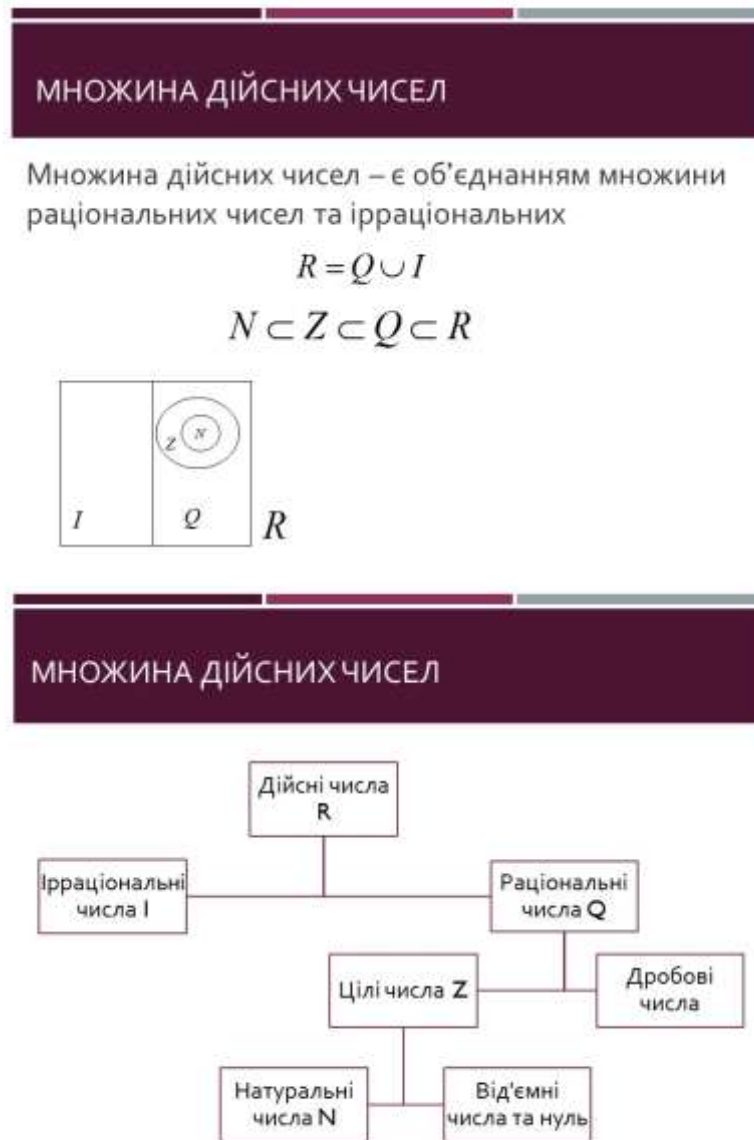 МНОЖИНА ДІЙСНИХ ЧИСЕЛ
Множина дійсних чисел – є об’єднанням множини
раціональних чисел та ірраціональних
R = Q ∪ I
N ⊂ Z ⊂ Q ⊂ R
Z N
I Q R
МНОЖИНА ДІЙСНИХ ЧИСЕЛ
Дійсні числа
R
Ірраціональні
числа I
Раціональні
числа Q
Цілі числа Z
Дробові
числа
Натуральні
числа N
Від'ємні
числа та нуль